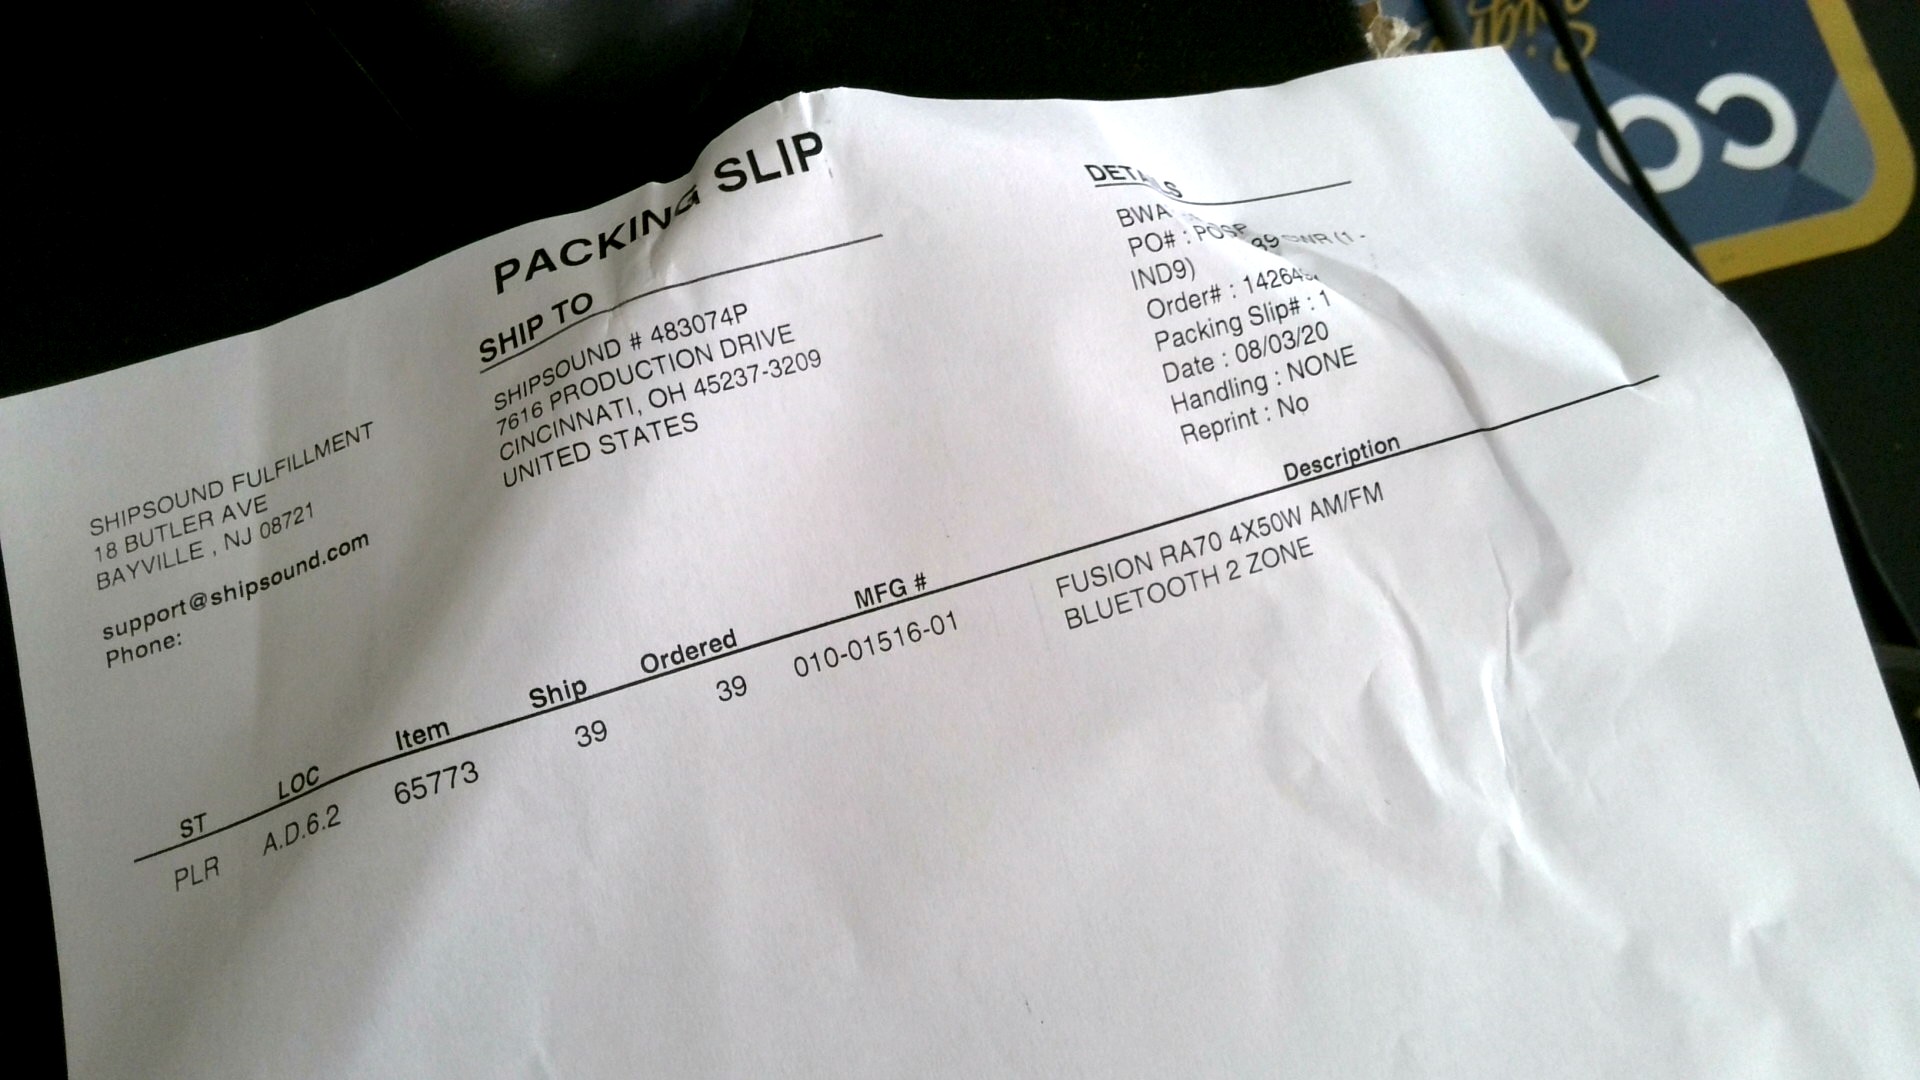 PACKING SLIP
SHIPSOUND FULFILLMENT
18 BUTLER AVE
BAYVILLE , NJ 08721
support@shipsound.com
Phone:
SHIP TO
SHIPSOUND # 483074P
7616 PRODUCTION DRIVE
CINCINNATI, OH 45237-3209
UNITED STATES
DETAILS
BWA
PO# :
IND9)
Order# :
Packing Slip# : 1
Date : 08/03/20
Handling : NONE
Reprint : No
ST LOC Item Ship Ordered MFG # Description
PLR A.D.6.2 65773 39 39 010-01516-01 FUSION RA70 4X50W AM/FM
BLUETOOTH 2 ZONE